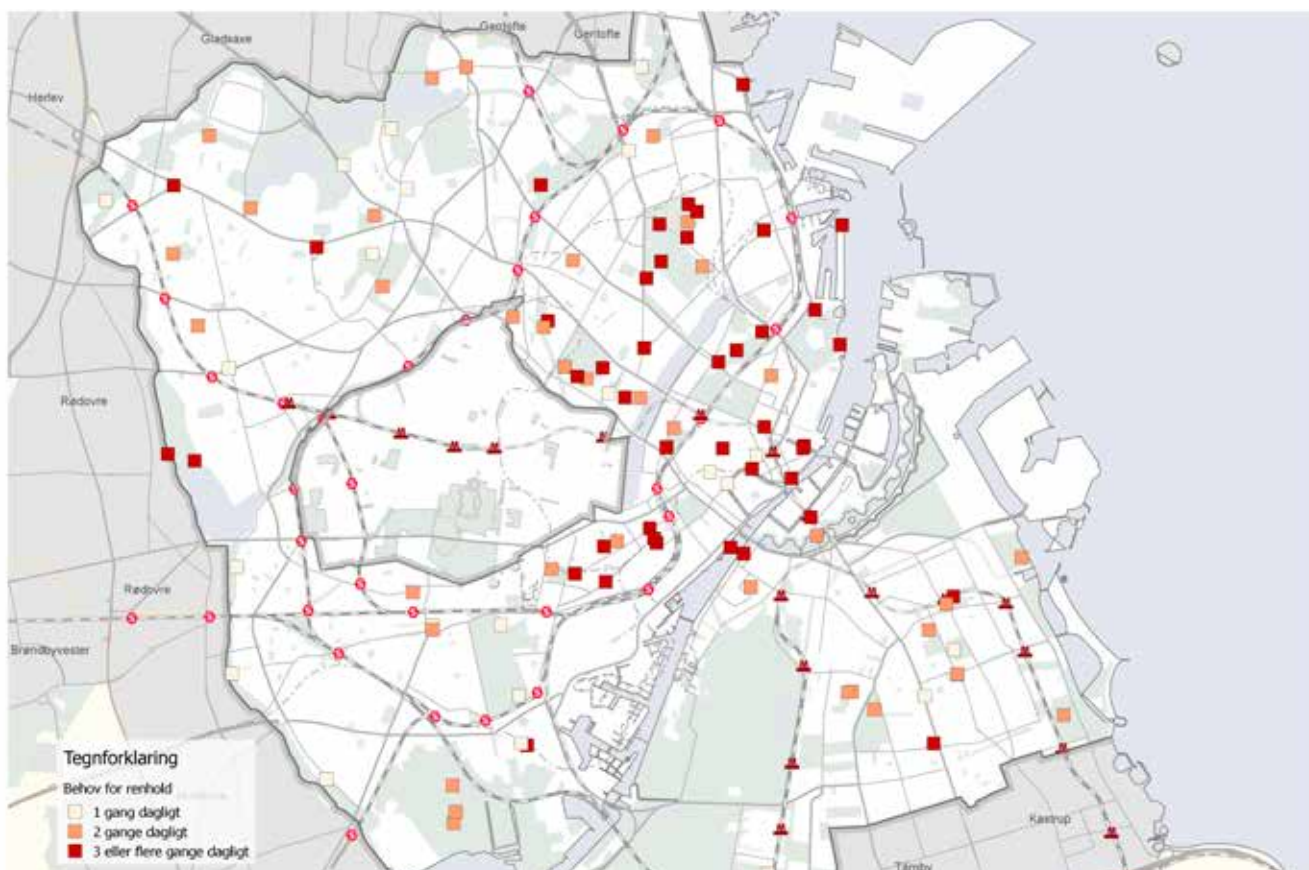 Gladsaxe
Gentofte
Gentofte
Herlev
Rødovre
Rødovre
Brøndbyvester
Kastrup
Tårnby
Tegnforklaring
Behov for renhold
1 gang dagligt
2 gange dagligt
3 eller flere gange dagligt